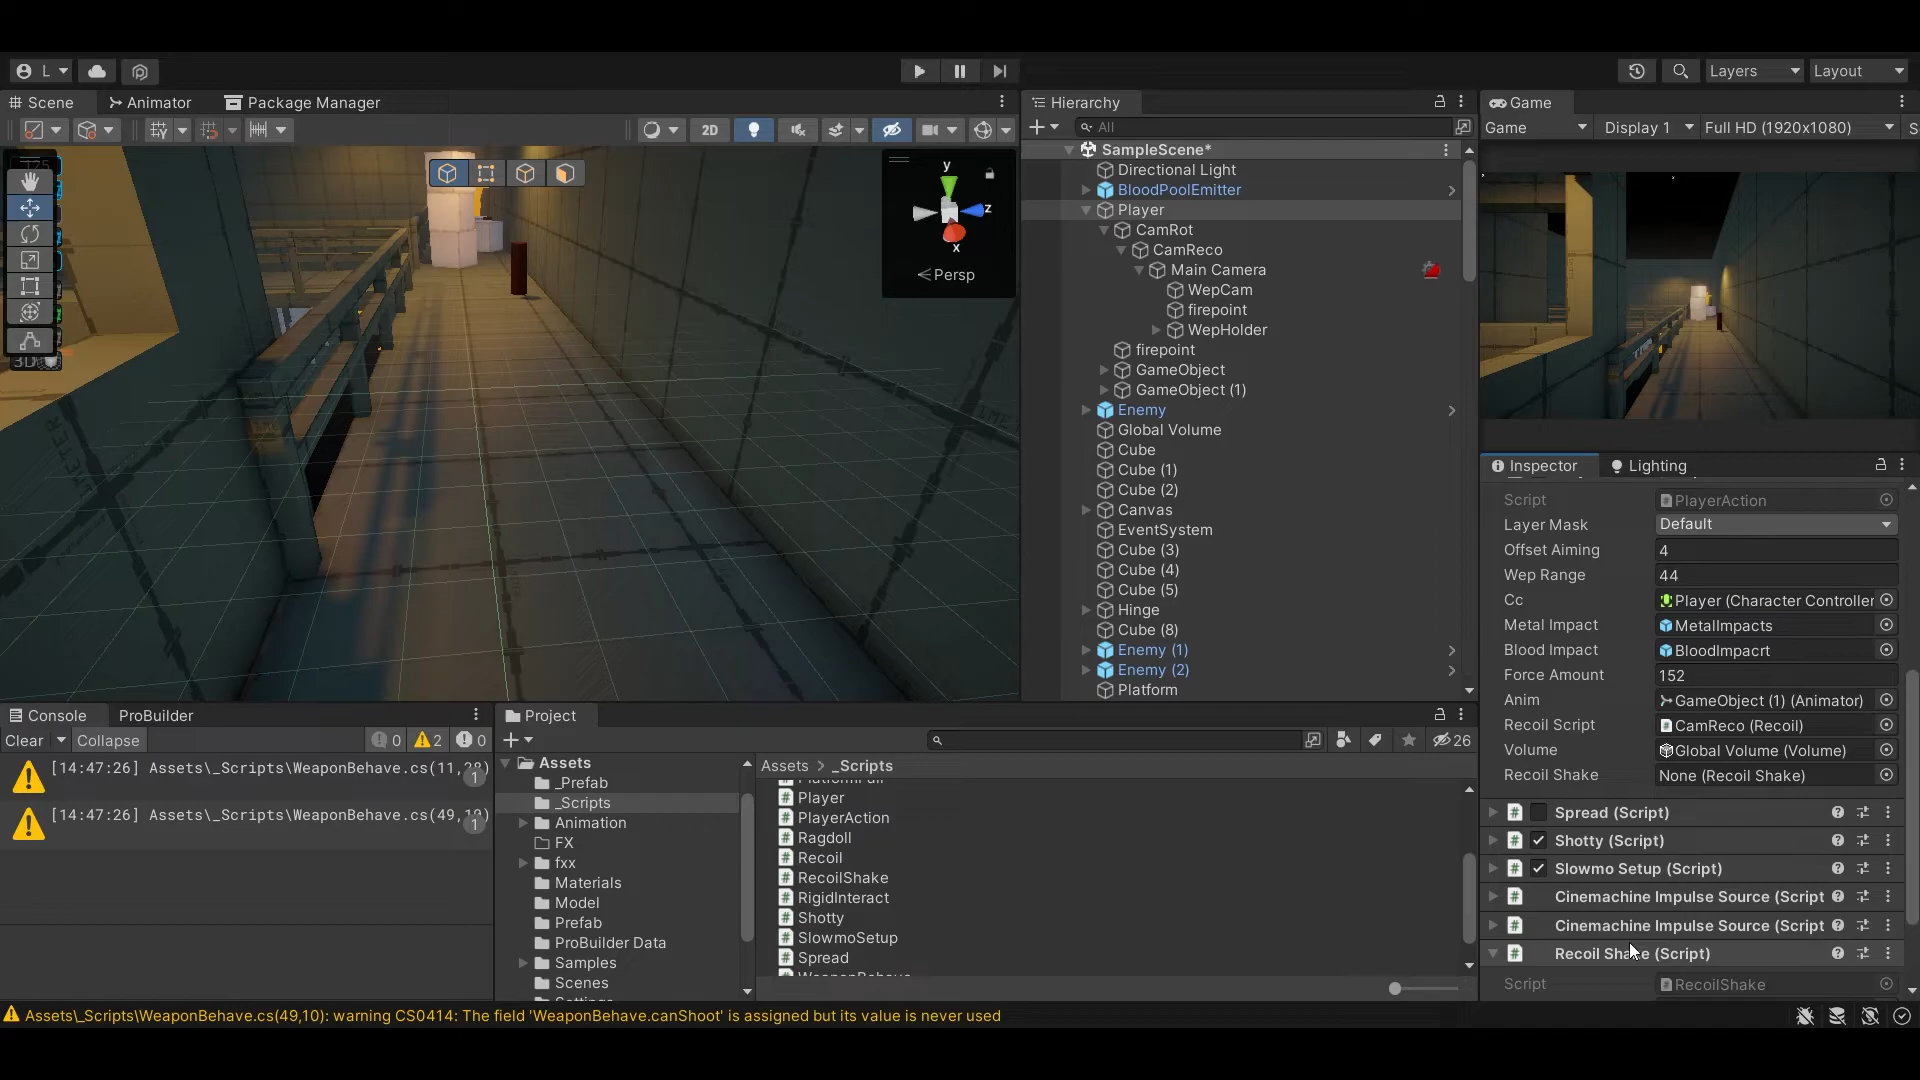 L
Layers
Layout
Scene
Animator
Package Manager
2D
y
z
x
Persp
Hierarchy
All
SampleScene*
Directional Light
BloodPoolEmitter
Player
CamRot
CamReco
Main Camera
WepCam
firepoint
WepHolder
firepoint
GameObject
GameObject (1)
Enemy
Global Volume
Cube
Cube (1)
Cube (2)
Canvas
EventSystem
Cube (3)
Cube (4)
Cube (5)
Hinge
Cube (8)
Enemy (1)
Enemy (2)
Platform
Game
Game
Display 1
Full HD (1920x1080)
S
Inspector
Lighting
Script
PlayerAction
Layer Mask
Default
Offset Aiming
4
Wep Range
44
Cc
Player (Character Controller
Metal Impact
MetalImpacts
Blood Impact
BloodImpacrt
Force Amount
152
Anim
GameObject (1) (Animator)
Recoil Script
CamReco (Recoil)
Volume
Global Volume (Volume)
Recoil Shake
None (Recoil Shake)
Spread (Script)
Shotty (Script)
Slowmo Setup (Script)
Cinemachine Impulse Source (Script
Cinemachine Impulse Source (Script
Recoil Shake (Script)
Script
RecoilShake
Console
ProBuilder
Clear
Collapse
0
2
0
[14:47:26] Assets\_Scripts\WeaponBehave.cs(11,28)
1
[14:47:26] Assets\_Scripts\WeaponBehave.cs(49,10)
1
Project
26
Assets
_Prefab
_Scripts
Animation
FX
fxx
Materials
Model
Prefab
ProBuilder Data
Samples
Scenes
Assets > _Scripts
Player
PlayerAction
Ragdoll
Recoil
RecoilShake
RigidInteract
Shotty
SlowmoSetup
Spread
WeaponBehave
Assets\_Scripts\WeaponBehave.cs(49,10): warning CS0414: The field 'WeaponBehave.canShoot' is assigned but its value is never used